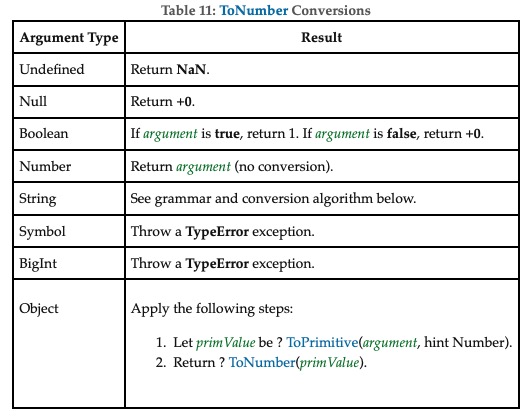 Table 11: ToNumber Conversions
Argument Type Result
Undefined Return NaN.
Null Return +0.
Boolean If argument is true, return 1. If argument is false, return +0.
Number Return argument (no conversion).
String See grammar and conversion algorithm below.
Symbol Throw a TypeError exception.
BigInt Throw a TypeError exception.
Object Apply the following steps:
1. Let primValue be ? ToPrimitive(argument, hint Number).
2. Return ? ToNumber(primValue).